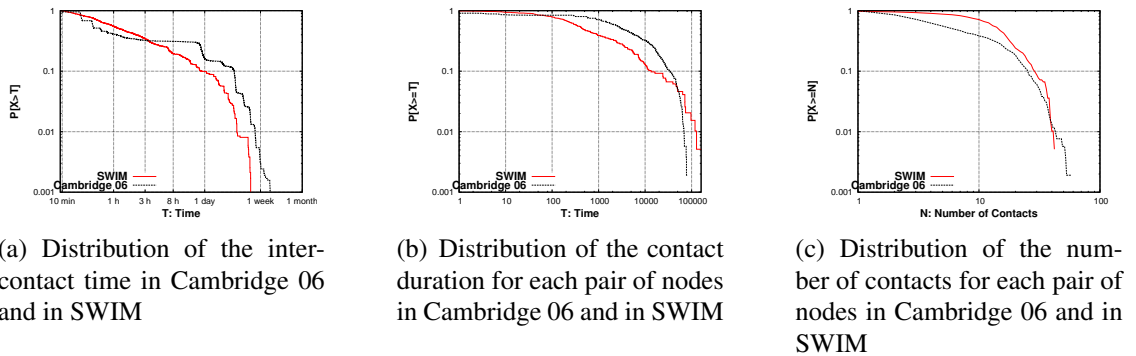 1
0.1
0.01
0.001
P[X>T]
SWIM
Cambridge 06
10 min 1 h 3 h 8 h 1 day 1 week 1 month
T: Time
(a) Distribution of the inter-
contact time in Cambridge 06
and in SWIM
1
0.1
0.01
0.001
P[X>=T]
SWIM
Cambridge 06
1 10 100 1000 10000 100000
T: Time
(b) Distribution of the contact
duration for each pair of nodes
in Cambridge 06 and in SWIM
1
0.1
0.01
0.001
P[X>=N]
SWIM
Cambridge 06
1 10 100
N: Number of Contacts
(c) Distribution of the num-
ber of contacts for each pair of
nodes in Cambridge 06 and in
SWIM